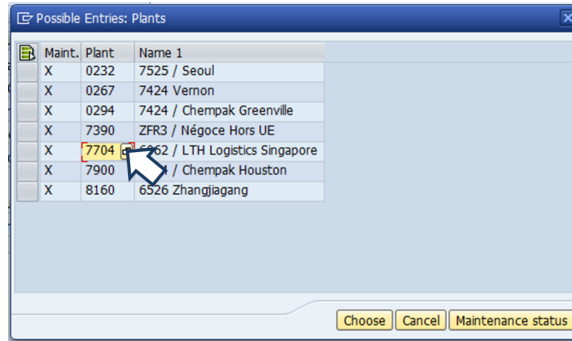 Possible Entries: Plants
Maint. Plant Name 1
X 0232 7525 / Seoul
X 0267 7424 Vernon
X 0294 7424 / Chempak Greenville
X 7390 ZFR3 / Négoce Hors UE
X 7704 / LTH Logistics Singapore
X 7900 / Chempak Houston
X 8160 6526 Zhangjiagang
Choose Cancel Maintenance status